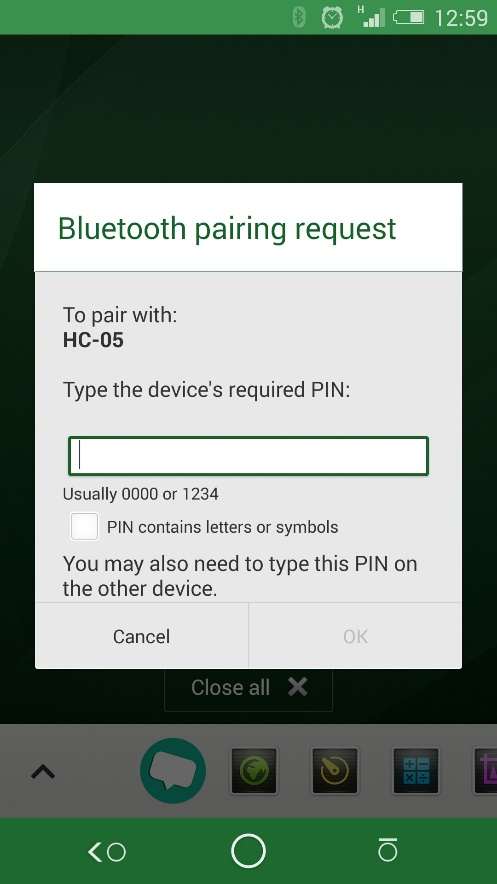 H
12:59
Bluetooth pairing request
To pair with:
HC-05
Type the device's required PIN:
Usually 0000 or 1234
PIN contains letters or symbols
You may also need to type this PIN on
the other device.
Cancel
OK
Close all